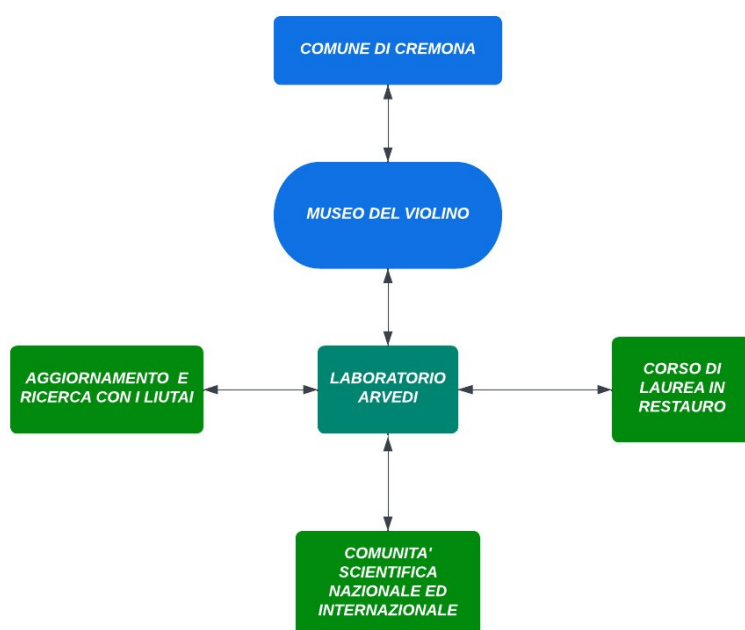 COMUNE DI CREMONA
MUSEO DEL VIOLINO
AGGIORNAMENTO E
RICERCA CON I LIUTAI
LABORATORIO
ARVEDI
CORSO DI
LAUREA IN
RESTAURO
COMUNITA'
SCIENTIFICA
NAZIONALE ED
INTERNAZIONALE